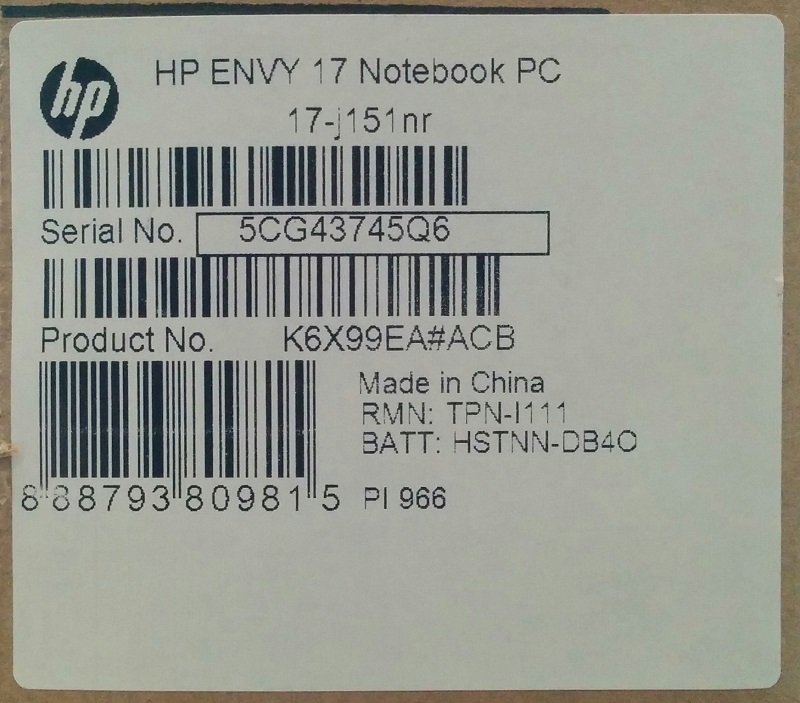 hp
HP ENVY 17 Notebook PC
17-j151nr
Serial No. 5CG43745Q6
Product No. K6X99EA#ACB
Made in China
RMN: TPN-I111
BATT: HSTNN-DB4O
8 88793 80981 5 PI 966